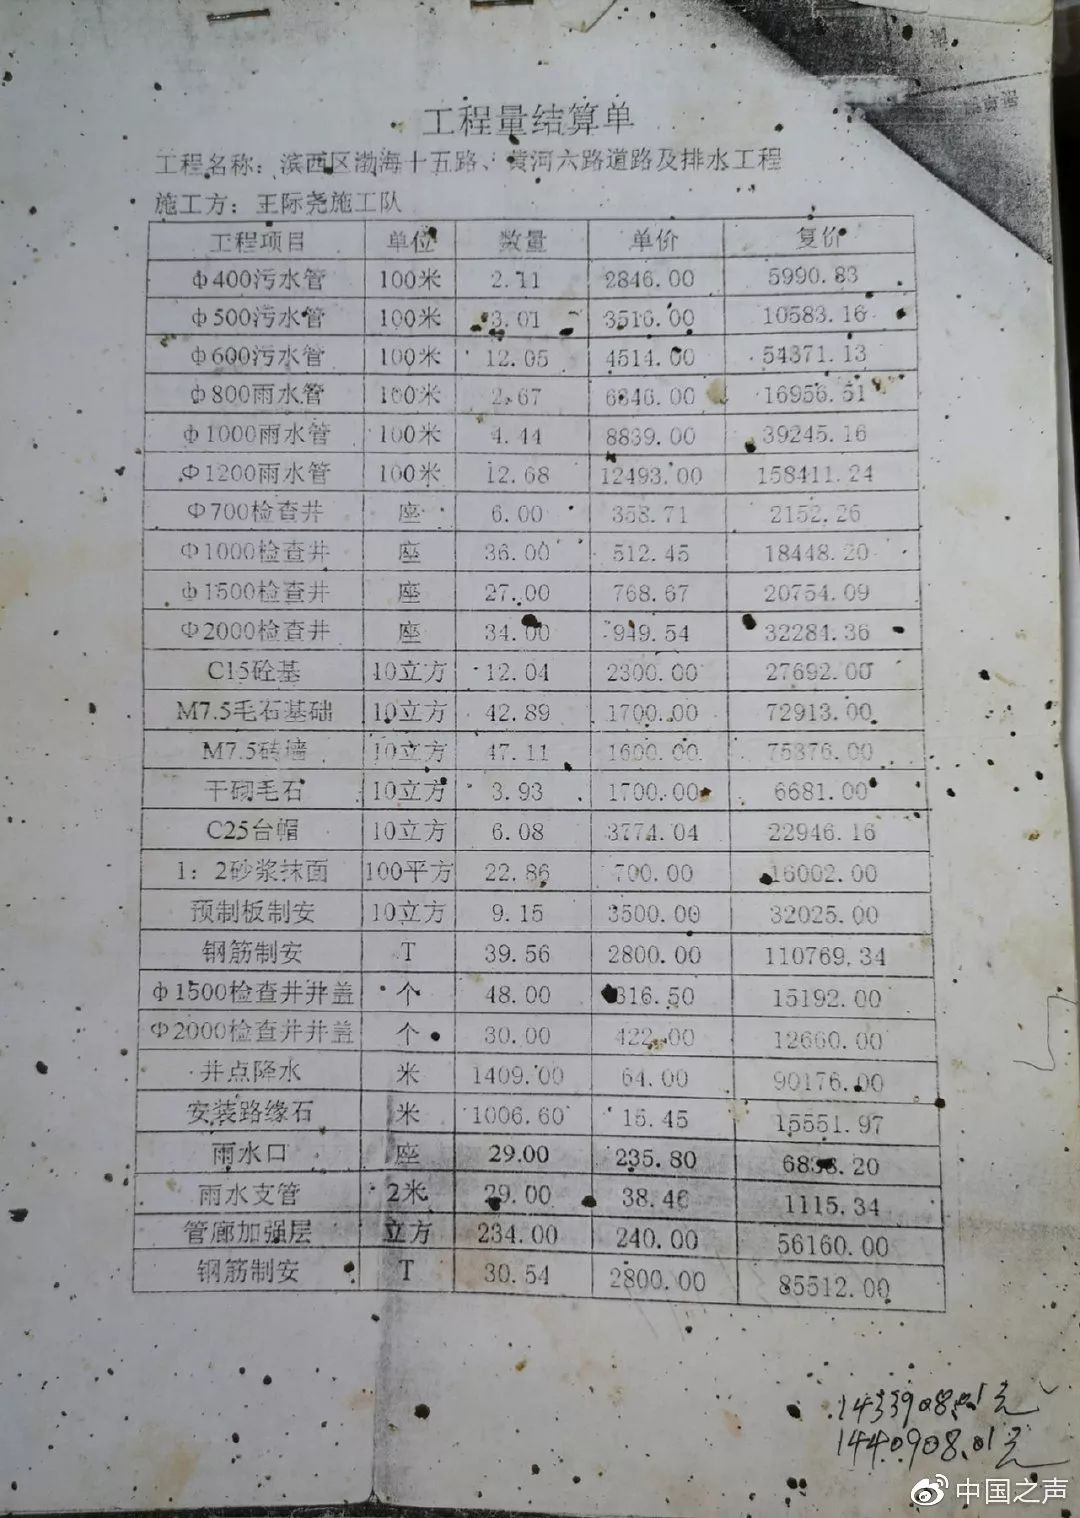 工程量结算单
工程名称：滨西区渤海十五路、黄河六路道路及排水工程
施工方：王际尧施工队
工程项目 单位 数量 单价 复价
φ400污水管 100米 2.11 2846.00 5990.83
φ500污水管 100米 3.01 3516.00 10583.16
φ600污水管 100米 12.05 4514.00 54371.13
φ800雨水管 100米 2.67 6346.00 16956.51
φ1000雨水管 100米 4.44 8839.00 39245.16
Φ1200雨水管 100米 12.68 12493.00 158411.24
Φ700检查井 座 6.00 358.71 2152.26
Φ1000检查井 座 36.00 512.45 18448.20
φ1500检查井 座 27.00 768.67 20754.09
Φ2000检查井 座 34.00 949.54 32284.36
C15砼基 10立方 12.04 2300.00 27692.00
M7.5毛石基础 10立方 42.89 1700.00 72913.00
M7.5砖墙 10立方 47.11 1600.00 75376.00
干砌毛石 10立方 3.93 1700.00 6681.00
C25台帽 10立方 6.08 3774.04 22946.16
1：2砂浆抹面 100平方 22.86 700.00 16002.00
预制板制安 10立方 9.15 3500.00 32025.00
钢筋制安 T 39.56 2800.00 110769.34
φ1500检查井井盖 个 48.00 316.50 15192.00
Φ2000检查井井盖 个 30.00 422.00 12660.00
井点降水 米 1409.00 64.00 90176.00
安装路缘石 米 1006.60 15.45 15551.97
雨水口 座 29.00 235.80 6838.20
雨水支管 2米 29.00 38.46 1115.34
管廊加强层 立方 234.00 240.00 56160.00
钢筋制安 T 30.54 2800.00 85512.00
1440908.01元
中国之声